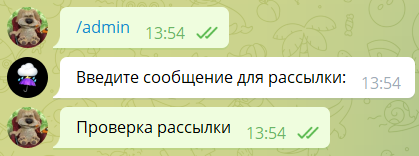 /admin 13:54
Введите сообщение для рассылки: 13:54
Проверка рассылки 13:54